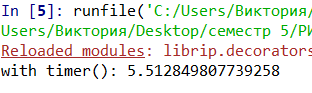 In [5]: runfile('C:/Users/Виктория/
Users/Виктория/Desktop/семестр 5/РИ
Reloaded modules: librip.decorators
with timer(): 5.512849807739258